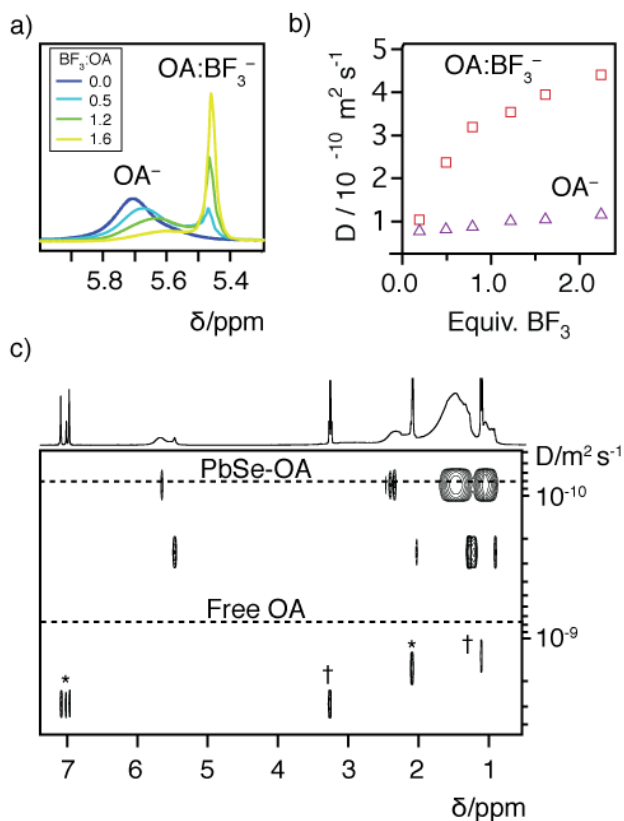 a)
BF₃:OA
0.0
0.5
1.2
1.6
OA:BF₃⁻
OA⁻
5.8 5.6 5.4
δ/ppm
b)
D / 10⁻¹⁰ m² s⁻¹
5
4
3
2
1
OA:BF₃⁻
OA⁻
0.0 1.0 2.0
Equiv. BF₃
c)
D/m² s⁻¹
PbSe-OA
10⁻¹⁰
Free OA
10⁻⁹
* † * †
7 6 5 4 3 2 1
δ/ppm